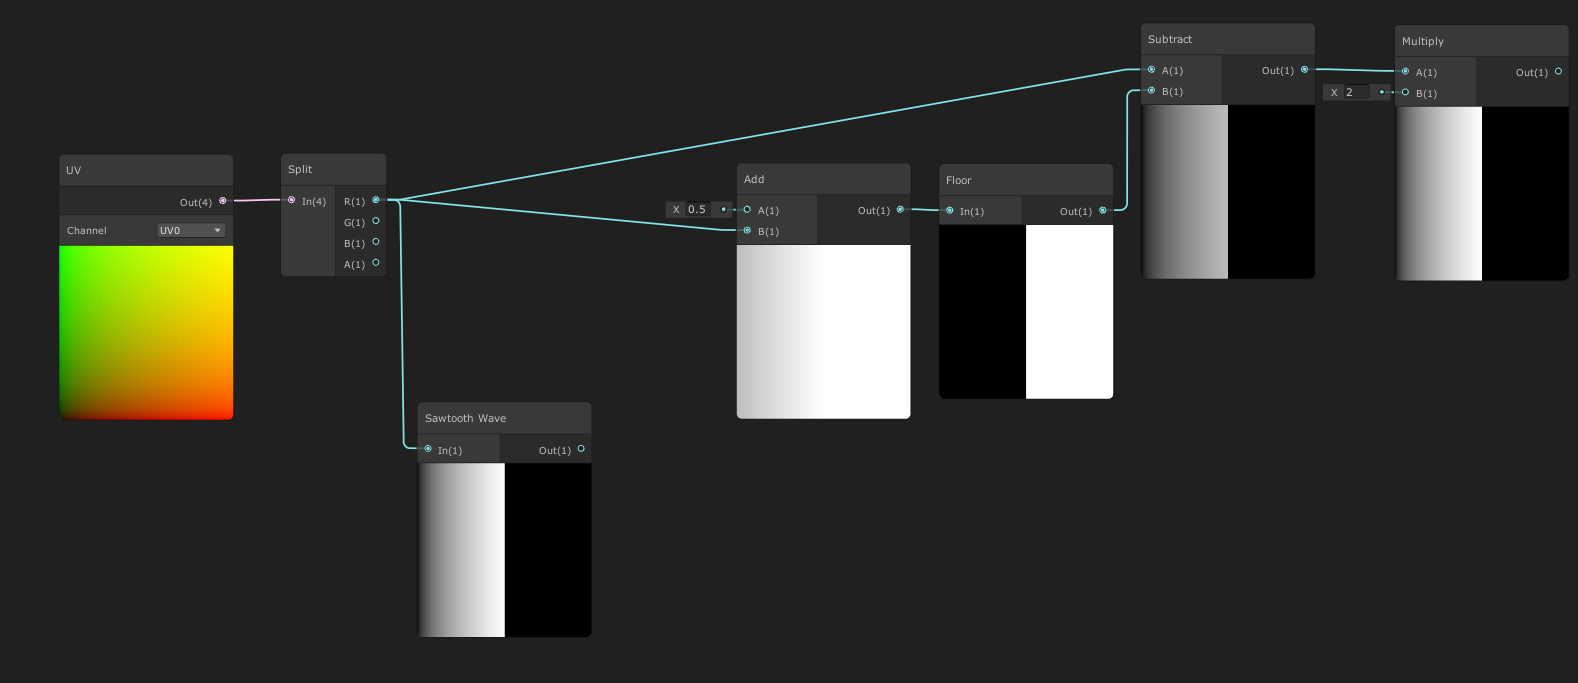 UV
Out(4)
Channel
UV0
Split
In(4)
R(1)
G(1)
B(1)
A(1)
Sawtooth Wave
In(1)
Out(1)
X 0.5
Add
A(1)
Out(1)
B(1)
Floor
In(1)
Out(1)
Subtract
A(1)
Out(1)
B(1)
X 2
Multiply
A(1)
Out(1)
B(1)